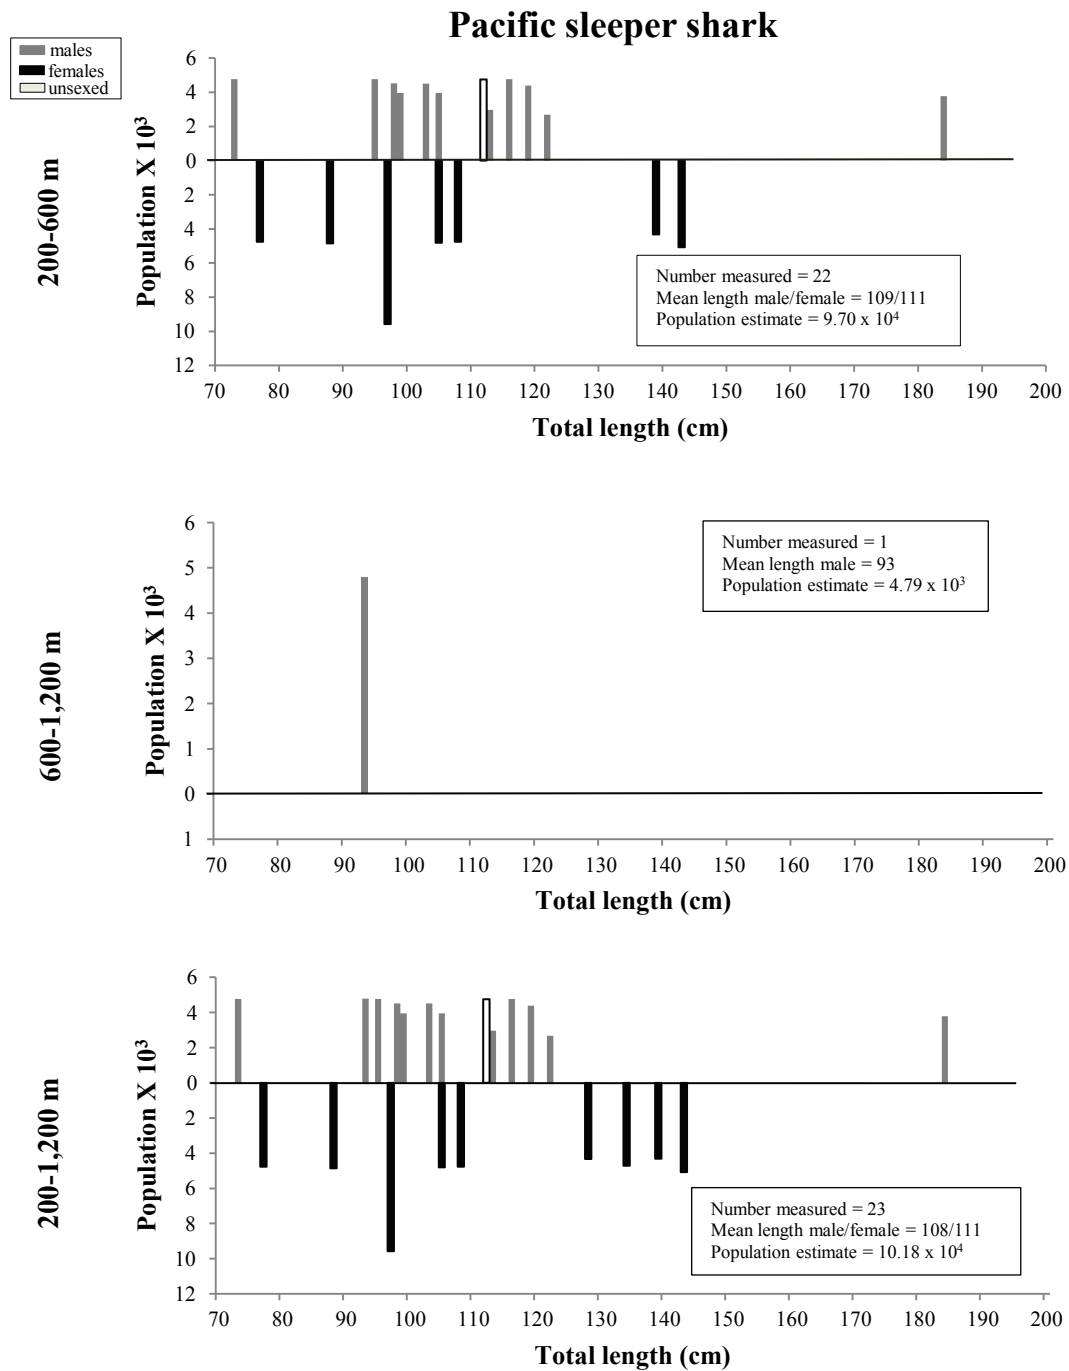 Pacific sleeper shark
males
females
unsexed
200-600 m
Population X 10³
6
4
2
0
2
4
6
8
10
12
Number measured = 22
Mean length male/female = 109/111
Population estimate = 9.70 x 10⁴
70 80 90 100 110 120 130 140 150 160 170 180 190 200
Total length (cm)
600-1,200 m
Population X 10³
6
5
4
3
2
1
0
1
Number measured = 1
Mean length male = 93
Population estimate = 4.79 x 10³
70 80 90 100 110 120 130 140 150 160 170 180 190 200
Total length (cm)
200-1,200 m
Population X 10³
6
4
2
0
2
4
6
8
10
12
Number measured = 23
Mean length male/female = 108/111
Population estimate = 10.18 x 10⁴
70 80 90 100 110 120 130 140 150 160 170 180 190 200
Total length (cm)